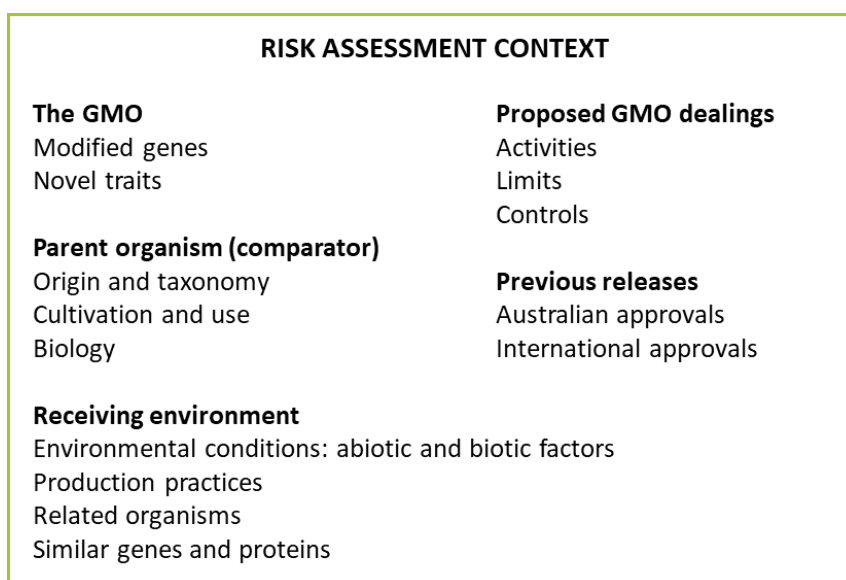 RISK ASSESSMENT CONTEXT
The GMO
Modified genes
Novel traits
Parent organism (comparator)
Origin and taxonomy
Cultivation and use
Biology
Proposed GMO dealings
Activities
Limits
Controls
Previous releases
Australian approvals
International approvals
Receiving environment
Environmental conditions: abiotic and biotic factors
Production practices
Related organisms
Similar genes and proteins